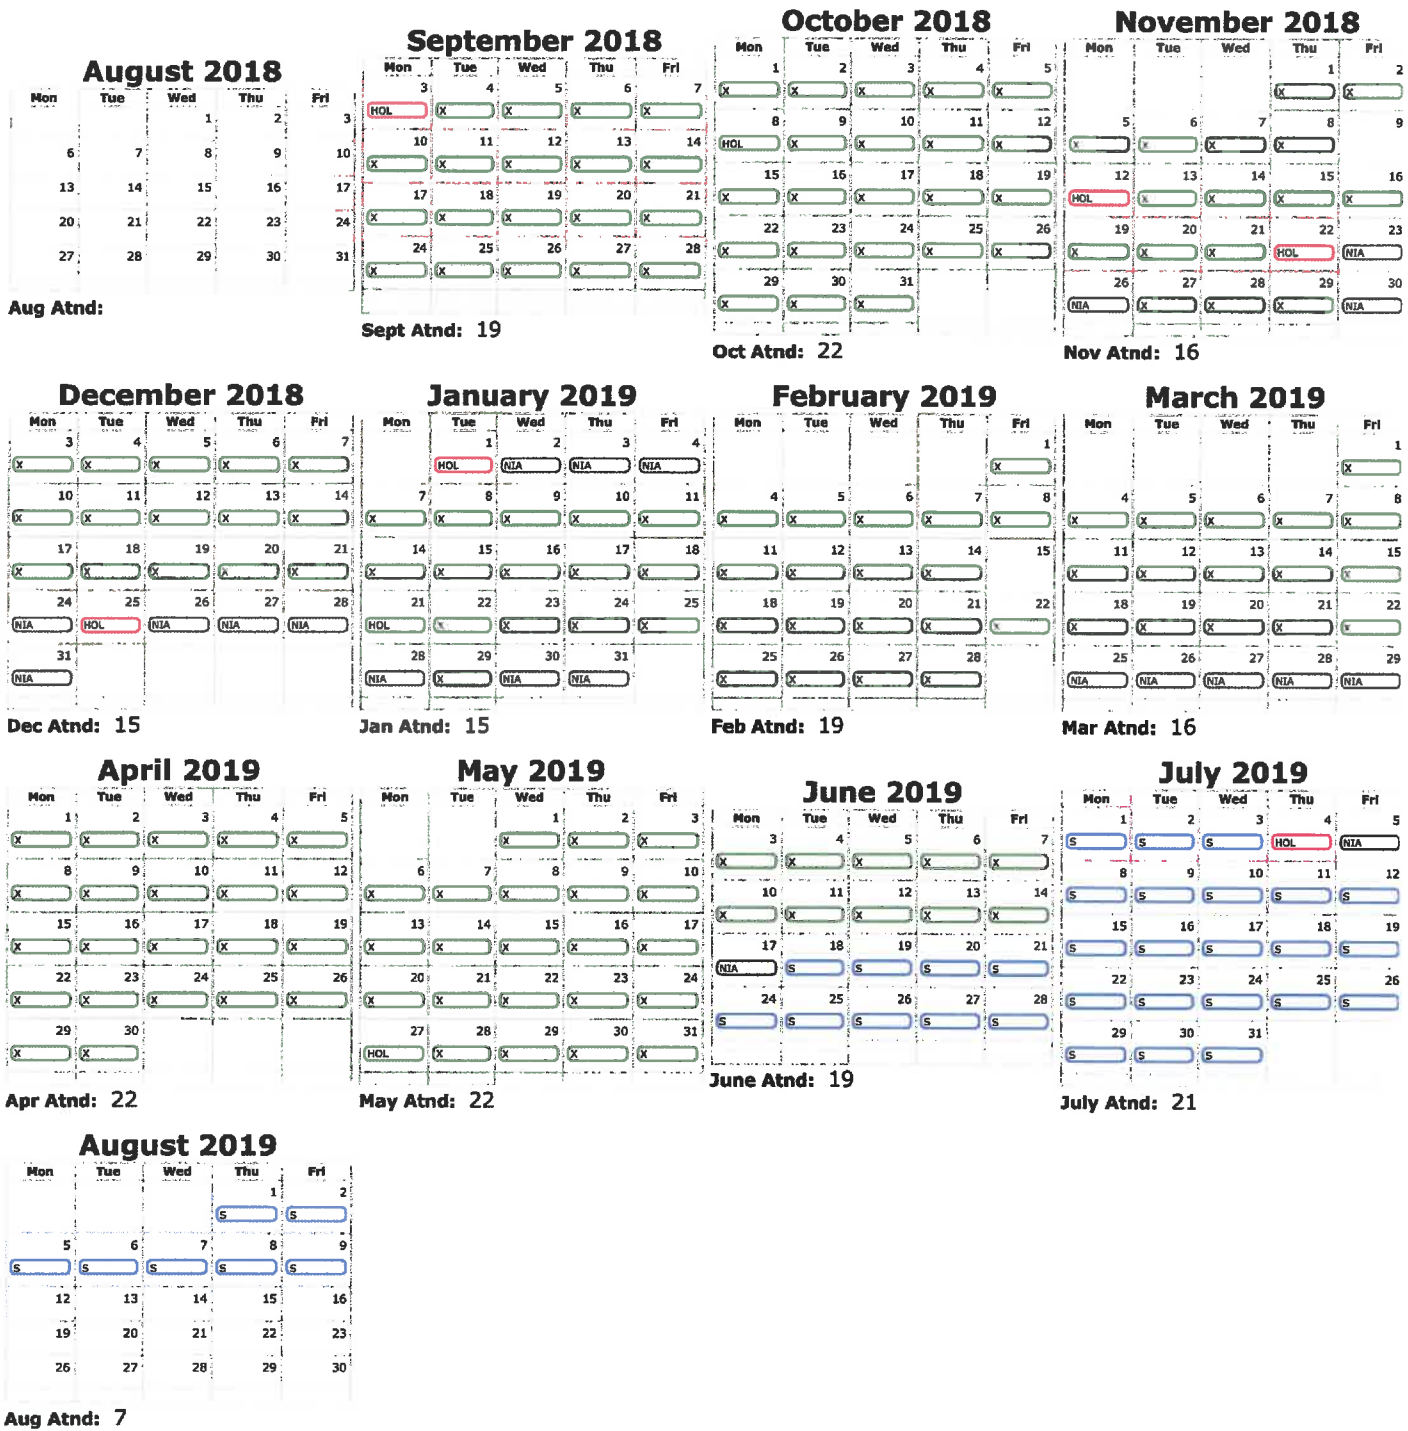 August 2018
Mon Tue Wed Thu Fri
1 2 3
6 7 8 9 10
13 14 15 16 17
20 21 22 23 24
27 28 29 30 31
Aug Atnd:
September 2018
Mon Tue Wed Thu Fri
3 4 5 6 7
HOL X X X X
10 11 12 13 14
X X X X X
17 18 19 20 21
X X X X X
24 25 26 27 28
X X X X X
Sept Atnd: 19
October 2018
Mon Tue Wed Thu Fri
1 2 3 4 5
X X X X X
8 9 10 11 12
HOL X X X X
15 16 17 18 19
X X X X X
22 23 24 25 26
X X X X X
29 30 31
X X X
Oct Atnd: 22
November 2018
Mon Tue Wed Thu Fri
1 2
X X
5 6 7 8 9
X X X X
12 13 14 15 16
HOL X X X X
19 20 21 22 23
X X X HOL NIA
26 27 28 29 30
NIA X X X NIA
Nov Atnd: 16
December 2018
Mon Tue Wed Thu Fri
3 4 5 6 7
X X X X X
10 11 12 13 14
X X X X X
17 18 19 20 21
X X X X X
24 25 26 27 28
NIA HOL NIA NIA NIA
31
NIA
Dec Atnd: 15
January 2019
Mon Tue Wed Thu Fri
1 2 3 4
HOL NIA NIA NIA
7 8 9 10 11
X X X X X
14 15 16 17 18
X X X X X
21 22 23 24 25
HOL X X X X
28 29 30 31
NIA X NIA NIA
Jan Atnd: 15
February 2019
Mon Tue Wed Thu Fri
1
X
4 5 6 7 8
X X X X X
11 12 13 14 15
X X X X
18 19 20 21 22
X X X X X
25 26 27 28
X X X X
Feb Atnd: 19
March 2019
Mon Tue Wed Thu Fri
1
X
4 5 6 7 8
X X X X X
11 12 13 14 15
X X X X X
18 19 20 21 22
X X X X X
25 26 27 28 29
NIA NIA NIA NIA NIA
Mar Atnd: 16
April 2019
Mon Tue Wed Thu Fri
1 2 3 4 5
X X X X X
8 9 10 11 12
X X X X X
15 16 17 18 19
X X X X X
22 23 24 25 26
X X X X X
29 30
X X
Apr Atnd: 22
May 2019
Mon Tue Wed Thu Fri
1 2 3
X X X
6 7 8 9 10
X X X X X
13 14 15 16 17
X X X X X
20 21 22 23 24
X X X X X
27 28 29 30 31
HOL X X X X
May Atnd: 22
June 2019
Mon Tue Wed Thu Fri
3 4 5 6 7
X X X X X
10 11 12 13 14
X X X X X
17 18 19 20 21
NIA S S S S
24 25 26 27 28
S S S S S
June Atnd: 19
July 2019
Mon Tue Wed Thu Fri
1 2 3 4 5
S S S HOL NIA
8 9 10 11 12
S S S S S
15 16 17 18 19
S S S S S
22 23 24 25 26
S S S S S
29 30 31
S S S
July Atnd: 21
August 2019
Mon Tue Wed Thu Fri
1 2
S S
5 6 7 8 9
S S S S S
12 13 14 15 16
19 20 21 22 23
26 27 28 29 30
Aug Atnd: 7